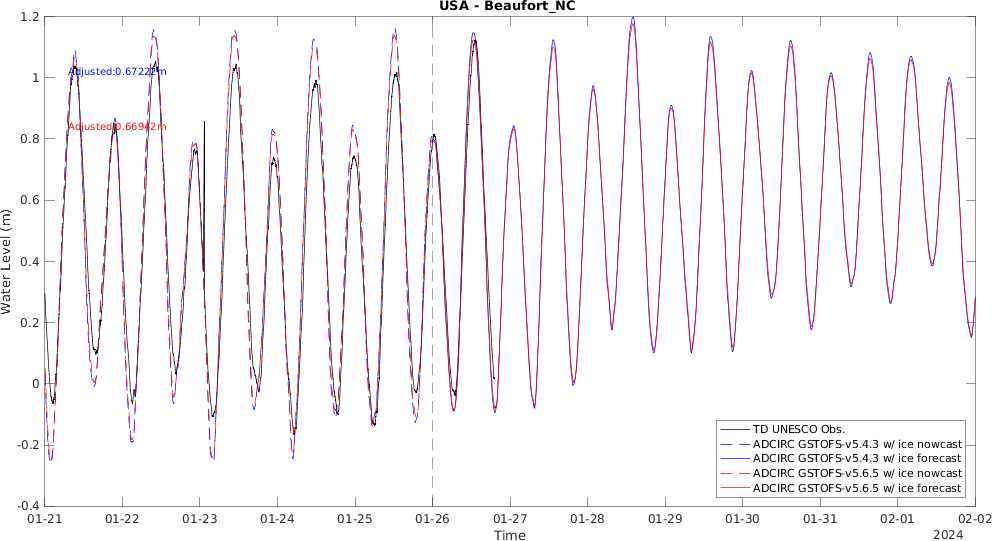 USA - Beaufort_NC
1.2
1
0.8
0.6
0.4
0.2
0
-0.2
-0.4
Water Level (m)
Adjusted:0.67222m
Adjusted:0.66942m
TD UNESCO Obs.
ADCIRC GSTOFS-v5.4.3 w/ ice nowcast
ADCIRC GSTOFS-v5.4.3 w/ ice forecast
ADCIRC GSTOFS-v5.6.5 w/ ice nowcast
ADCIRC GSTOFS-v5.6.5 w/ ice forecast
01-21 01-22 01-23 01-24 01-25 01-26 01-27 01-28 01-29 01-30 01-31 02-01 02-02
Time
2024